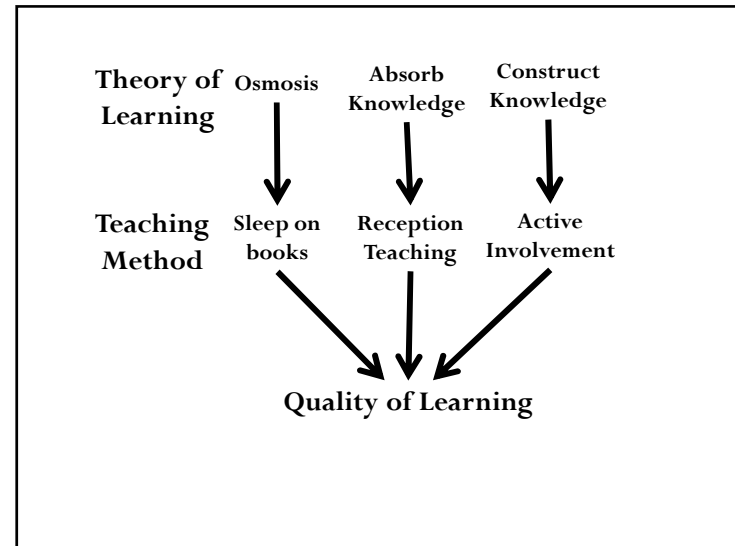 Theory of
Learning
Osmosis
Absorb
Knowledge
Construct
Knowledge
Teaching
Method
Sleep on
books
Reception
Teaching
Active
Involvement
Quality of Learning